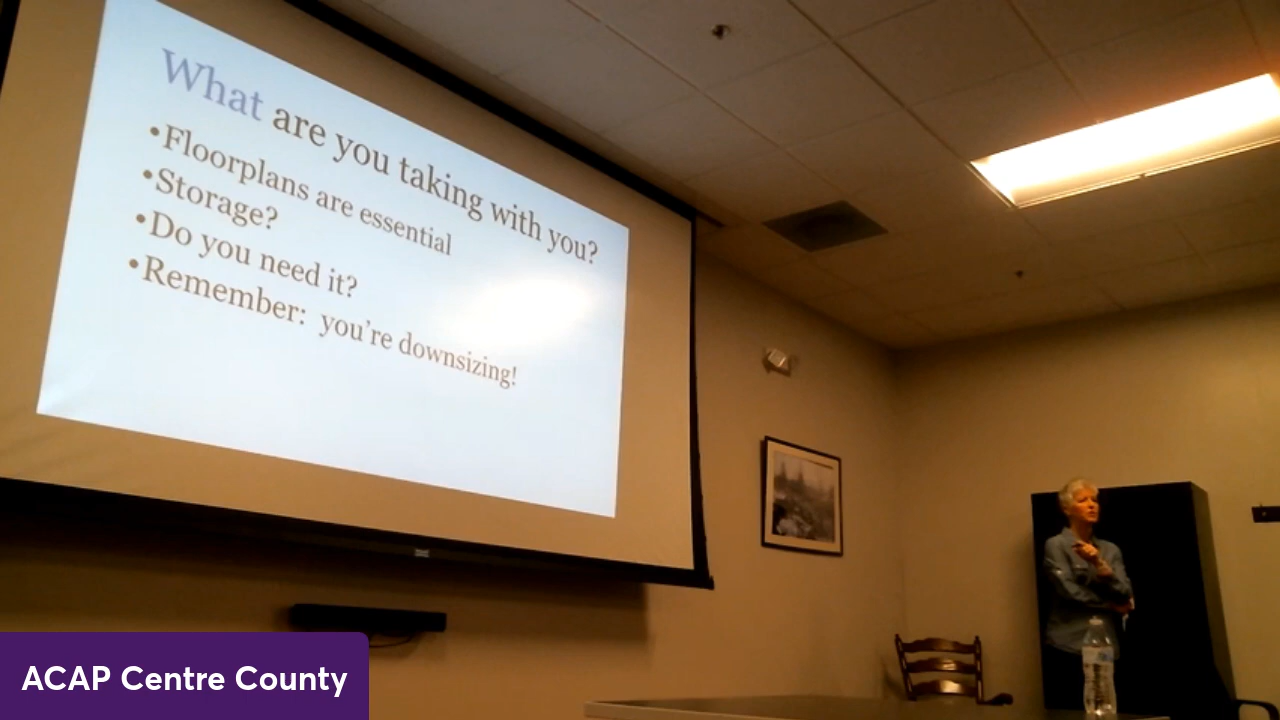 What are you taking with you?
•Floorplans are essential
•Storage?
•Do you need it?
•Remember: you're downsizing!
ACAP Centre County